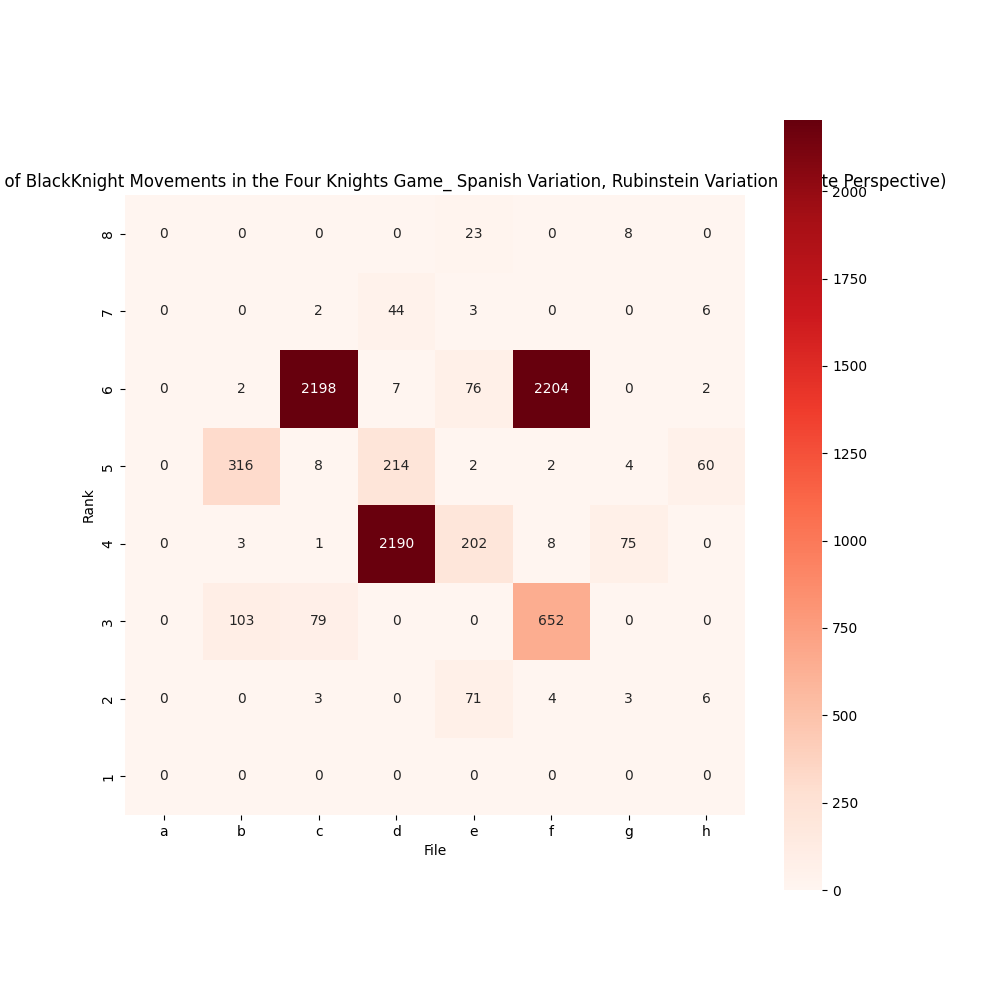 of BlackKnight Movements in the Four Knights Game_ Spanish Variation, Rubinstein Variation te Perspective)
8 0 0 0 0 23 0 8 0
7 0 0 2 44 3 0 0 6
6 0 2 2198 7 76 2204 0 2
5 0 316 8 214 2 2 4 60
4 0 3 1 2190 202 8 75 0
3 0 103 79 0 0 652 0 0
2 0 0 3 0 71 4 3 6
1 0 0 0 0 0 0 0 0
a b c d e f g h
File
Rank
2000
1750
1500
1250
1000
750
500
250
0